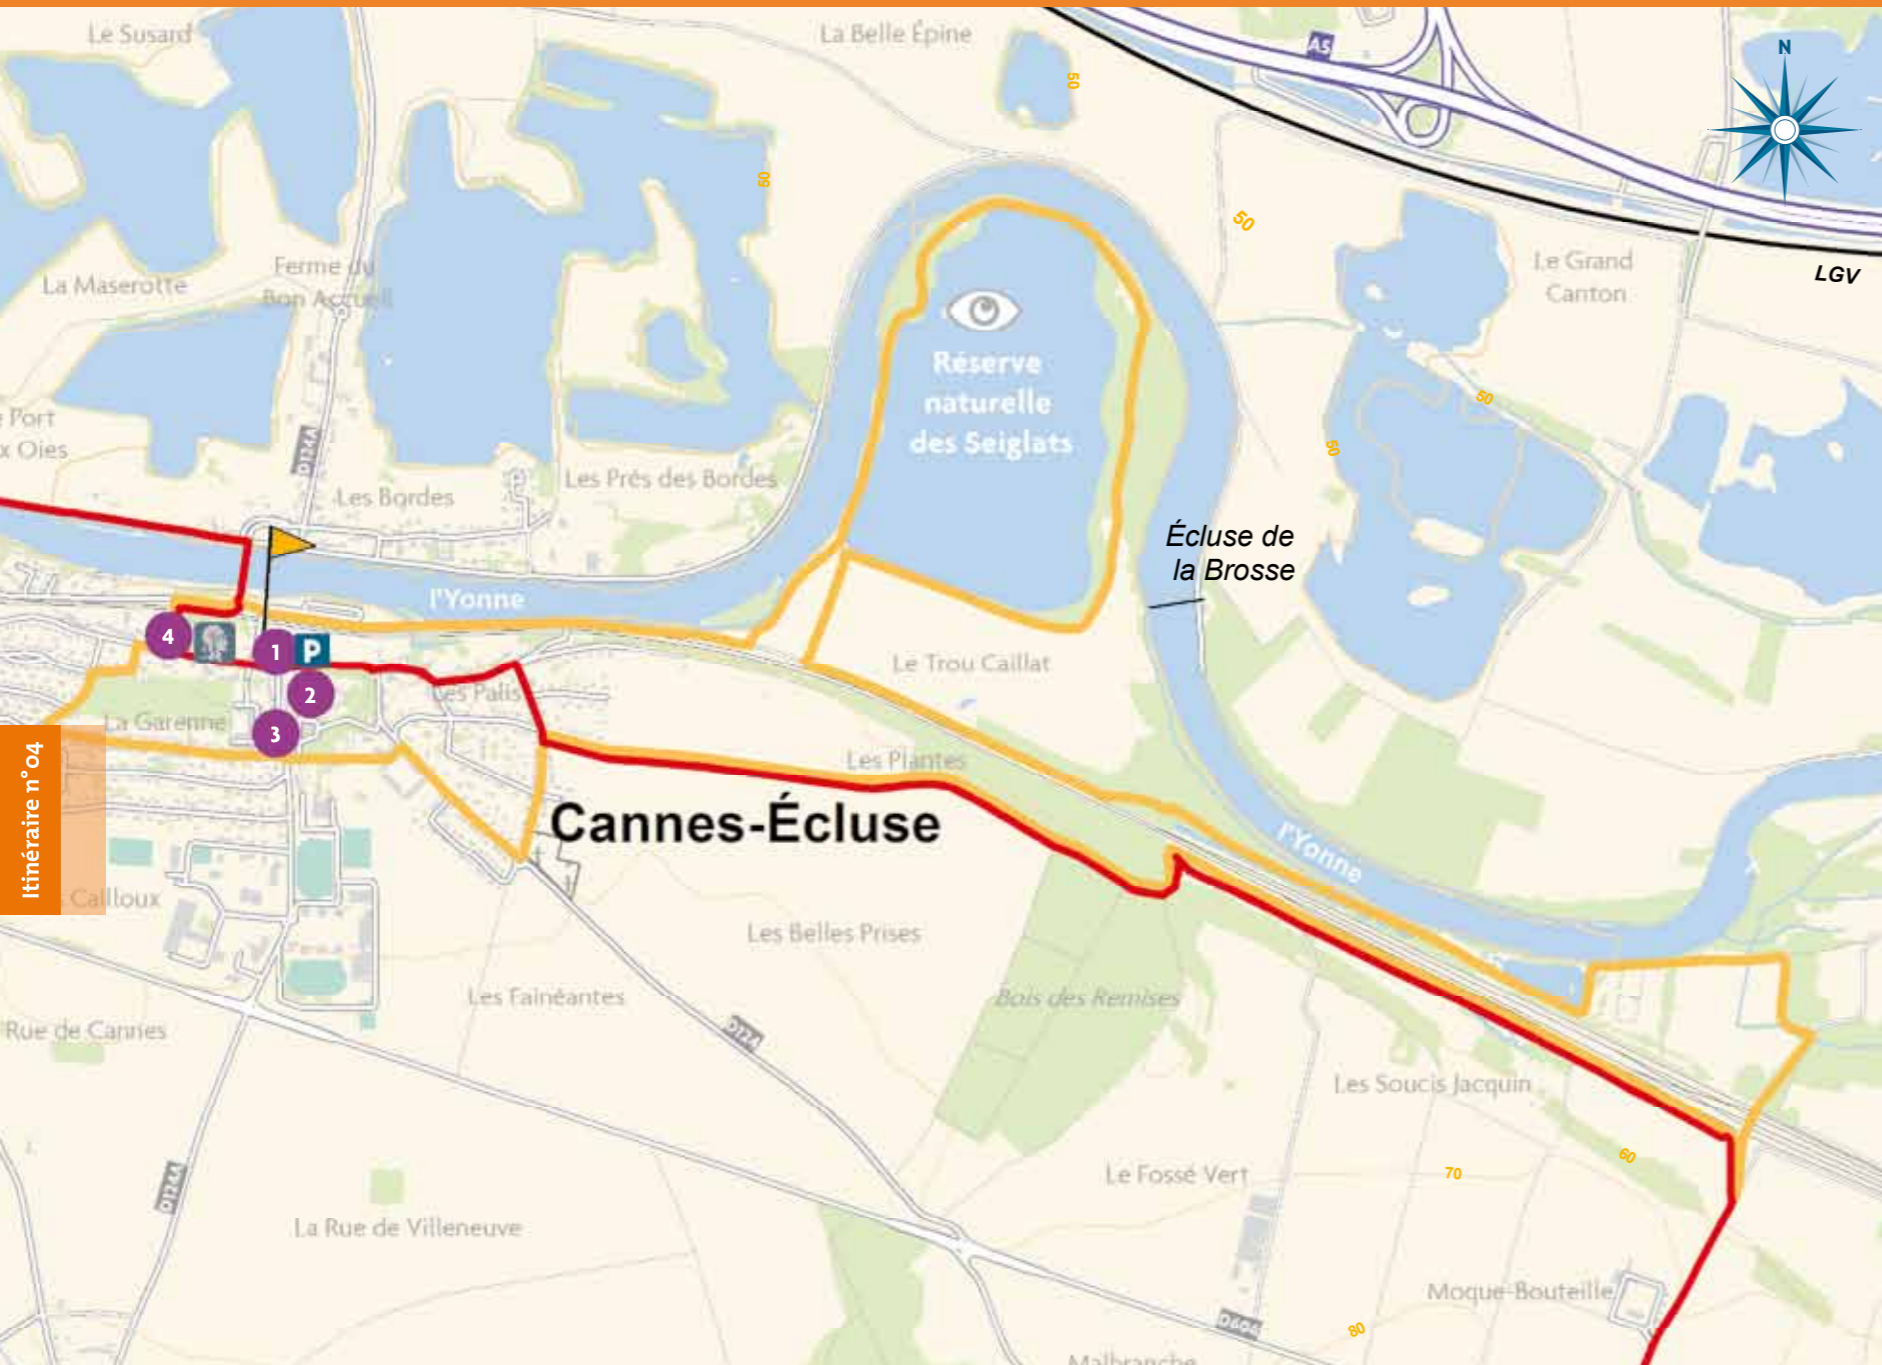 Le Susard
La Belle Épine
A5
N
50
50
50
La Maserotte
Ferme du
Bon Accueil
Le Grand
Canton
LGV
Réserve
naturelle
des Seiglats
50
50
Port
x Oies
D124A
Les Bordes
Les Prés des Bordes
Écluse de
la Brosse
l'Yonne
4
1
P
2
3
Les Palis
La Garenne
Le Trou Caillat
Les Plantes
Itinéraire n°04
Cannes-Écluse
l'Yonne
Cailloux
Les Belles Prises
Les Fainéantes
Bois des Remises
Rue de Cannes
D124
Les Soucis Jacquin
D124A
Le Fossé Vert
70
60
La Rue de Villeneuve
Moque-Bouteille
D606
80
Malbranche